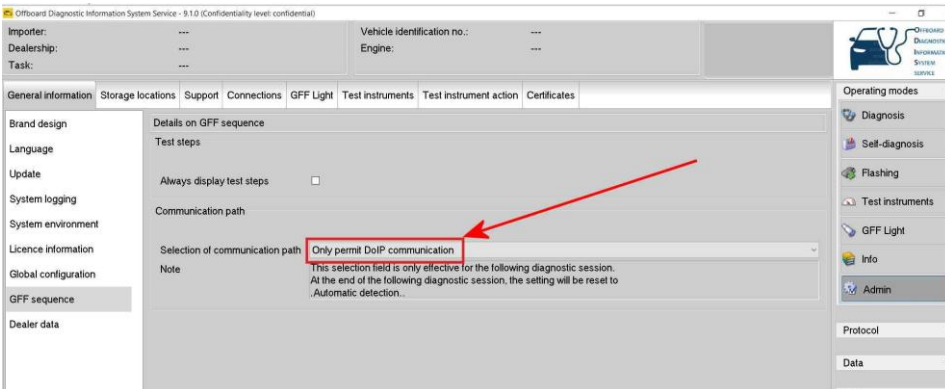 Offboard Diagnostic Information System Service - 9.1.0 (Confidentiality level: confidential)
Importer: ---
Dealership: ---
Task: ---
Vehicle identification no.: ---
Engine: ---
OFFBOARD
DIAGNOSTIC
INFORMATION
SYSTEM
SERVICE
General information Storage locations Support Connections GFF Light Test instruments Test instrument action Certificates
Brand design
Language
Update
System logging
System environment
Licence information
Global configuration
GFF sequence
Dealer data
Details on GFF sequence
Test steps
Always display test steps
Communication path
Selection of communication path Only permit DoIP communication
Note
This selection field is only effective for the following diagnostic session.
At the end of the following diagnostic session, the setting will be reset to
.Automatic detection..
Operating modes
Diagnosis
Self-diagnosis
Flashing
Test instruments
GFF Light
Info
Admin
Protocol
Data